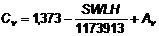 C_v = 1,373 − SWLH / 1173913 + A_v